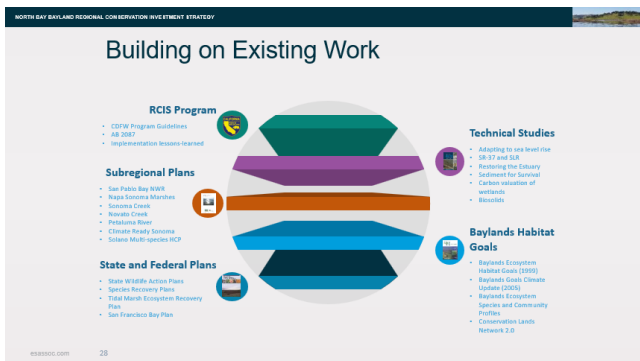 NORTH BAY BAYLAND REGIONAL CONSERVATION INVESTMENT STRATEGY
Building on Existing Work
RCIS Program
• CDFW Program Guidelines
• AB 2087
• Implementation lessons-learned
Subregional Plans
• San Pablo Bay NWR
• Napa Sonoma Marshes
• Sonoma Creek
• Novato Creek
• Petaluma River
• Climate Ready Sonoma
• Solano Multi-species HCP
State and Federal Plans
• State Wildlife Action Plans
• Species Recovery Plans
• Tidal Marsh Ecosystem Recovery
Plan
• San Francisco Bay Plan
Technical Studies
• Adapting to sea level rise
• SR-37 and SLR
• Restoring the Estuary
• Sediment for Survival
• Carbon valuation of
wetlands
• Biosolids
Baylands Habitat
Goals
• Baylands Ecosystem
Habitat Goals (1999)
• Baylands Goals Climate
Update (2005)
• Baylands Ecosystem
Species and Community
Profiles
• Conservation Lands
Network 2.0
esassoc.com
28